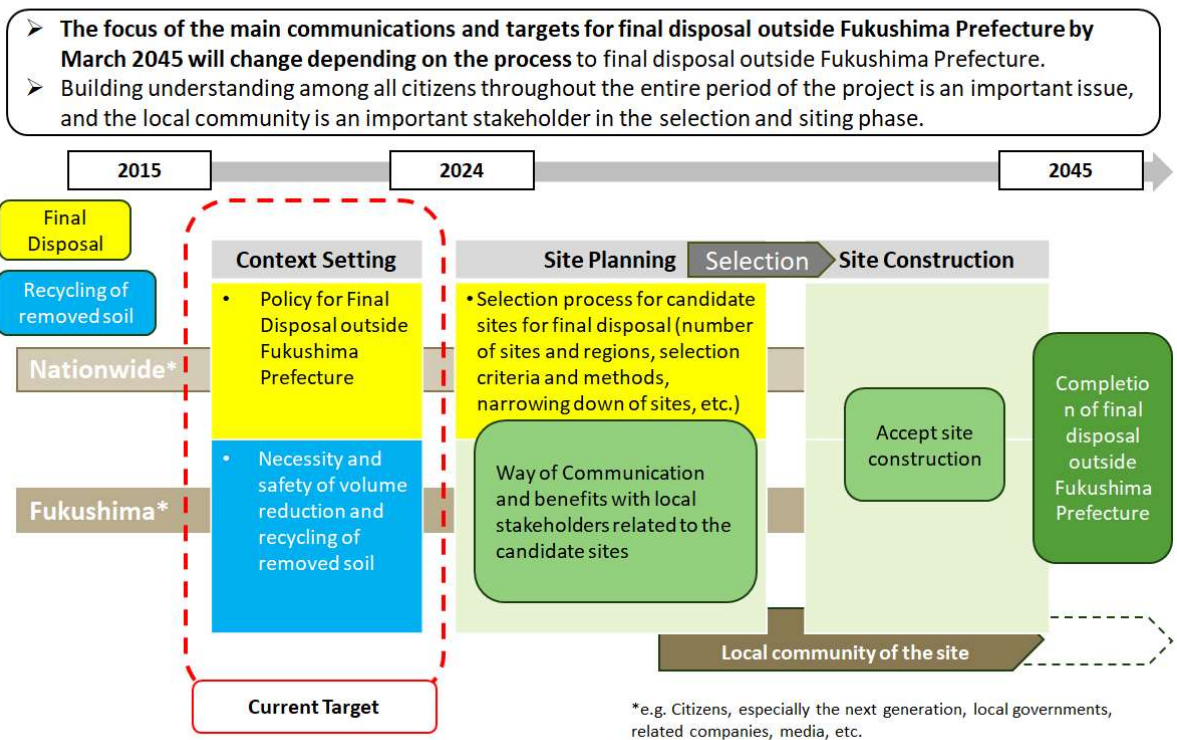 ➢ The focus of the main communications and targets for final disposal outside Fukushima Prefecture by
March 2045 will change depending on the process to final disposal outside Fukushima Prefecture.
➢ Building understanding among all citizens throughout the entire period of the project is an important issue,
and the local community is an important stakeholder in the selection and siting phase.
2015
2024
2045
Final
Disposal
Recycling of
removed soil
Context Setting
Site Planning
Selection
Site Construction
• Policy for Final
Disposal outside
Fukushima
Prefecture
• Selection process for candidate
sites for final disposal (number
of sites and regions, selection
criteria and methods,
narrowing down of sites, etc.)
Nationwide*
Fukushima*
• Necessity and
safety of volume
reduction and
recycling of
removed soil
Way of Communication
and benefits with local
stakeholders related to the
candidate sites
Accept site
construction
Completio
n of final
disposal
outside
Fukushima
Prefecture
Local community of the site
Current Target
*e.g. Citizens, especially the next generation, local governments,
related companies, media, etc.